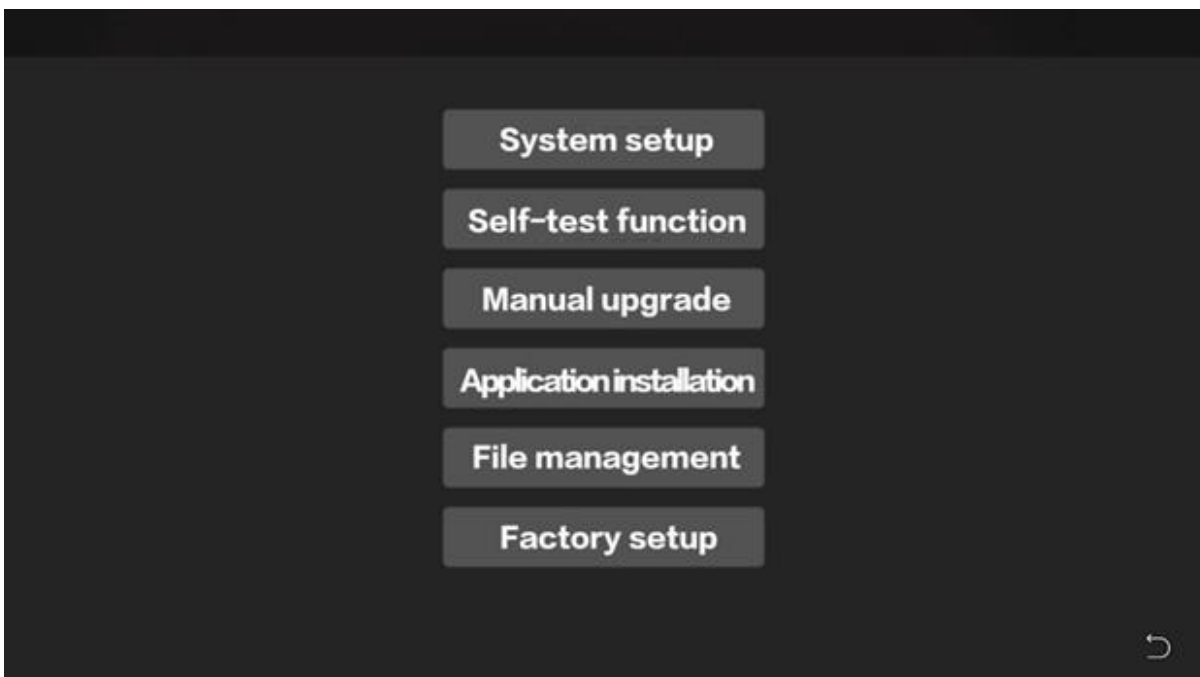 System setup
Self-test function
Manual upgrade
Application installation
File management
Factory setup